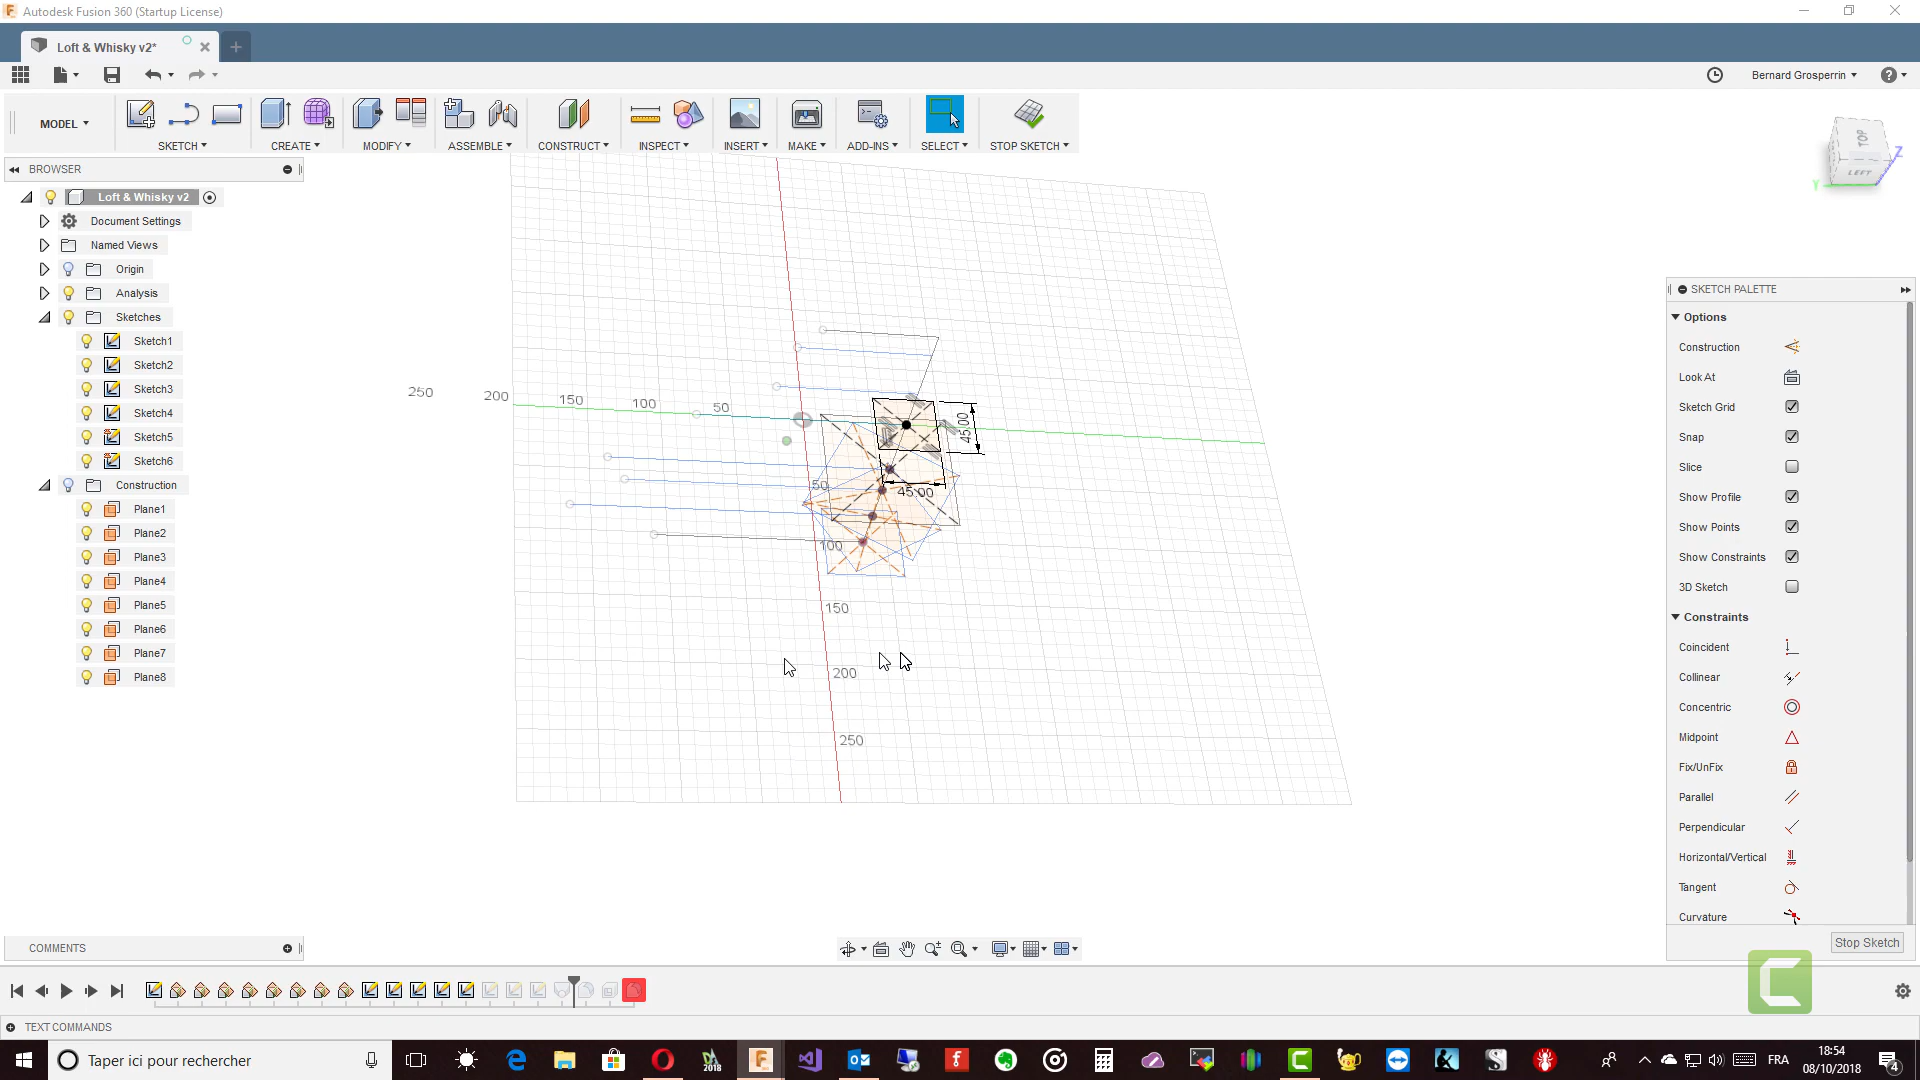 Autodesk Fusion 360 (Startup License)
Loft & Whisky v2*
Bernard Grosperrin
MODEL
SKETCH
CREATE
MODIFY
ASSEMBLE
CONSTRUCT
INSPECT
INSERT
MAKE
ADD-INS
SELECT
STOP SKETCH
BROWSER
Loft & Whisky v2
Document Settings
Named Views
Origin
Analysis
Sketches
Sketch1
Sketch2
Sketch3
Sketch4
Sketch5
Sketch6
Construction
Plane1
Plane2
Plane3
Plane4
Plane5
Plane6
Plane7
Plane8
TOP
LEFT
Z
Y
250
200
150
100
50
45.00
45.00
50
100
150
200
250
SKETCH PALETTE
Options
Construction
Look At
Sketch Grid
Snap
Slice
Show Profile
Show Points
Show Constraints
3D Sketch
Constraints
Coincident
Collinear
Concentric
Midpoint
Fix/UnFix
Parallel
Perpendicular
Horizontal/Vertical
Tangent
Curvature
Stop Sketch
COMMENTS
TEXT COMMANDS
Taper ici pour rechercher
2018
FRA
18:54
08/10/2018
4